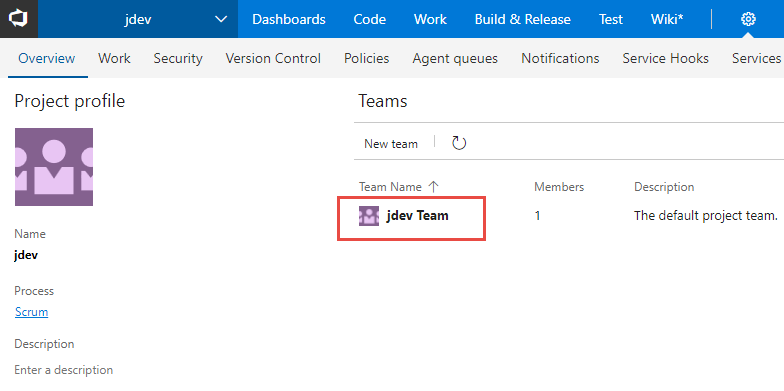 jdev Dashboards Code Work Build & Release Test Wiki*
Overview Work Security Version Control Policies Agent queues Notifications Service Hooks Services
Project profile
Teams
New team
Team Name Members Description
jdev Team 1 The default project team.
Name
jdev
Process
Scrum
Description
Enter a description